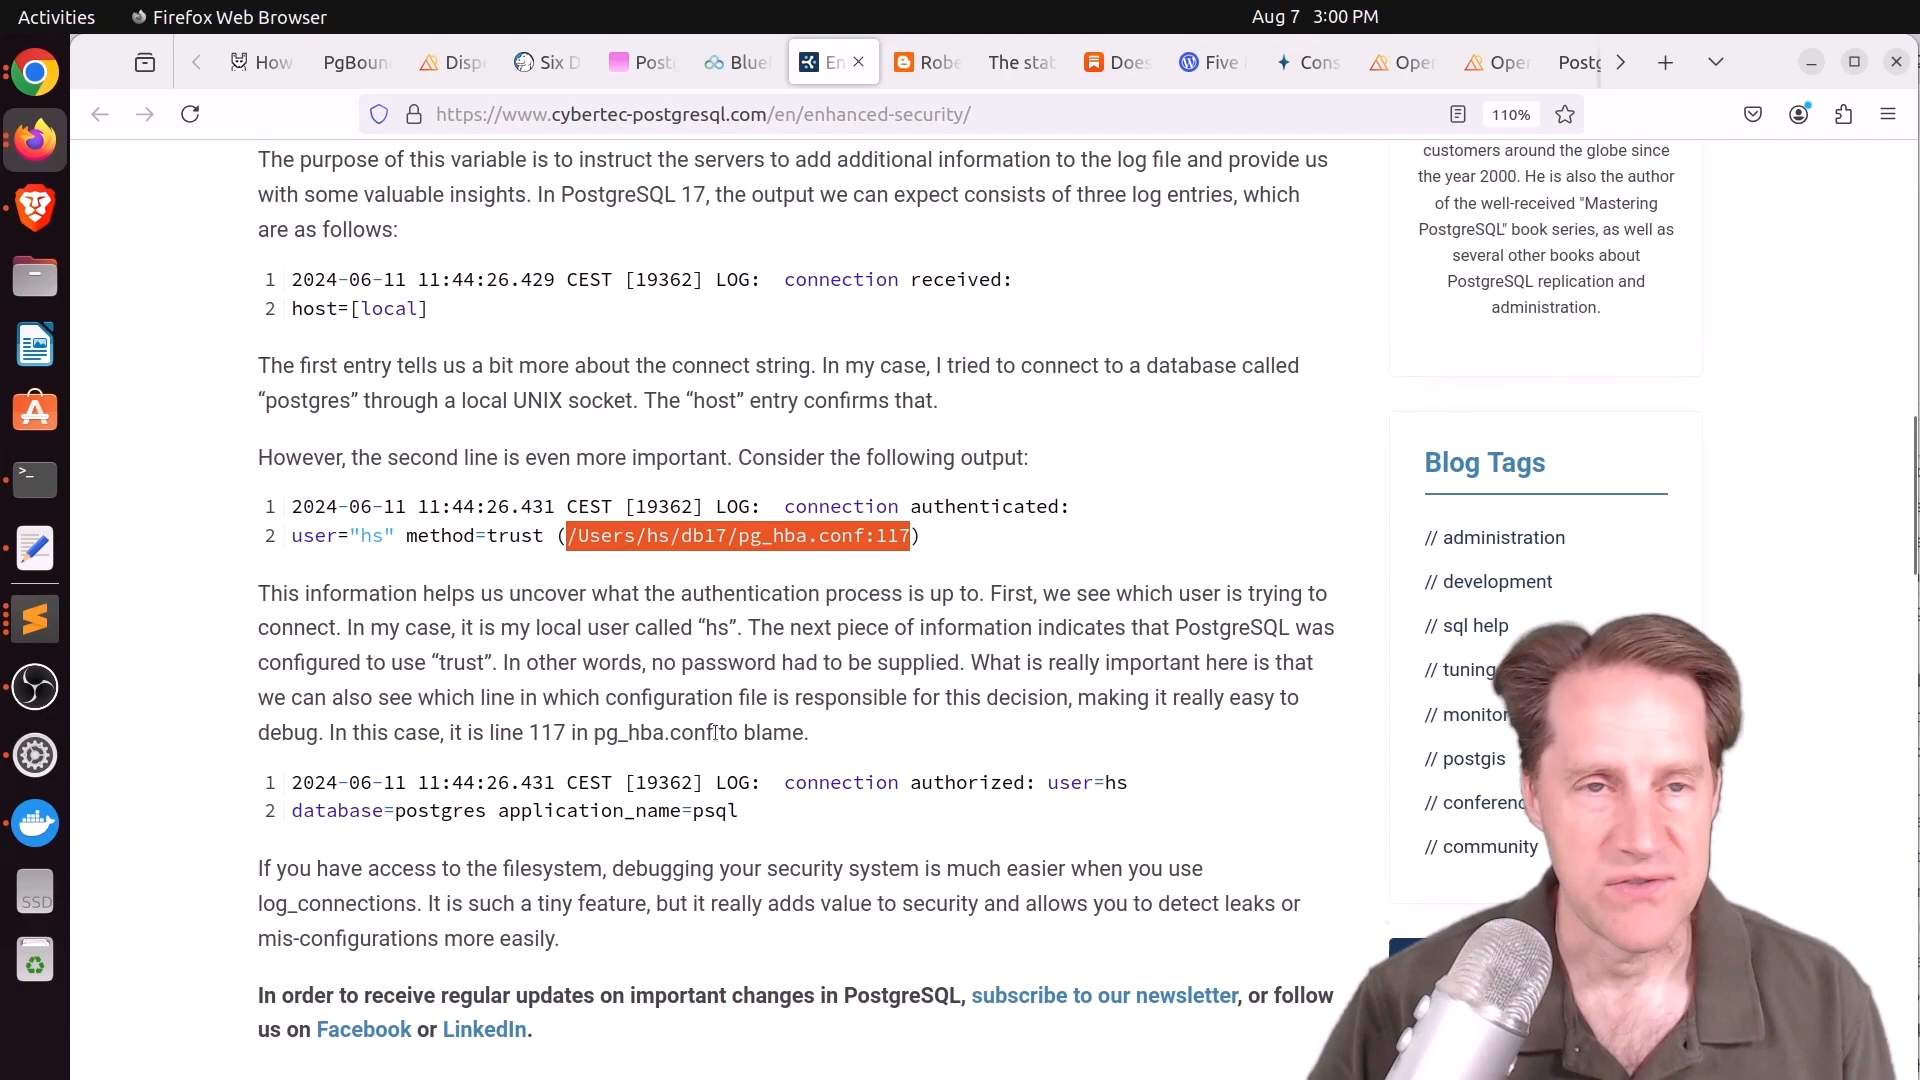 Activities
Firefox Web Browser
Aug 7 3:00 PM
How
PgBoun
Disp
Six D
Post
Blue
En
Robe
The stat
Does
Five
Cons
Oper
Oper
Postg
https://www.cybertec-postgresql.com/en/enhanced-security/
110%
The purpose of this variable is to instruct the servers to add additional information to the log file and provide us
with some valuable insights. In PostgreSQL 17, the output we can expect consists of three log entries, which
are as follows:
1 2024-06-11 11:44:26.429 CEST [19362] LOG:  connection received:
2 host=[local]
The first entry tells us a bit more about the connect string. In my case, I tried to connect to a database called
“postgres” through a local UNIX socket. The “host” entry confirms that.
However, the second line is even more important. Consider the following output:
1 2024-06-11 11:44:26.431 CEST [19362] LOG:  connection authenticated:
2 user="hs" method=trust (/Users/hs/db17/pg_hba.conf:117)
This information helps us uncover what the authentication process is up to. First, we see which user is trying to
connect. In my case, it is my local user called “hs”. The next piece of information indicates that PostgreSQL was
configured to use “trust”. In other words, no password had to be supplied. What is really important here is that
we can also see which line in which configuration file is responsible for this decision, making it really easy to
debug. In this case, it is line 117 in pg_hba.conf to blame.
1 2024-06-11 11:44:26.431 CEST [19362] LOG:  connection authorized: user=hs
2 database=postgres application_name=psql
If you have access to the filesystem, debugging your security system is much easier when you use
log_connections. It is such a tiny feature, but it really adds value to security and allows you to detect leaks or
mis-configurations more easily.
In order to receive regular updates on important changes in PostgreSQL, subscribe to our newsletter, or follow
us on Facebook or LinkedIn.
customers around the globe since
the year 2000. He is also the author
of the well-received "Mastering
PostgreSQL" book series, as well as
several other books about
PostgreSQL replication and
administration.
Blog Tags
// administration
// development
// sql help
// tuning
// monitor
// postgis
// conferenc
// community
SSD